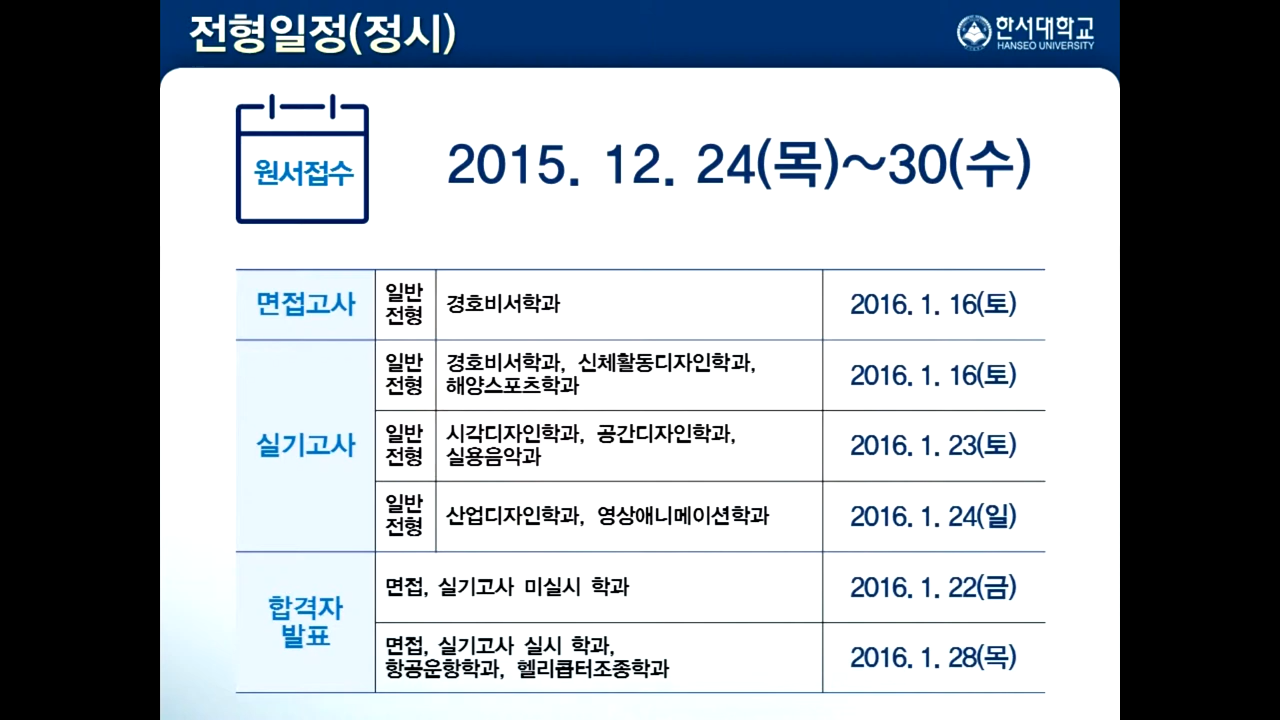 전형일정(정시)
한서대학교
HANSEO UNIVERSITY
원서접수
2015. 12. 24(목)~30(수)
면접고사
일반
전형
경호비서학과
2016. 1. 16(토)
실기고사
일반
전형
경호비서학과, 신체활동디자인학과,
해양스포츠학과
2016. 1. 16(토)
일반
전형
시각디자인학과, 공간디자인학과,
실용음악과
2016. 1. 23(토)
일반
전형
산업디자인학과, 영상애니메이션학과
2016. 1. 24(일)
합격자
발표
면접, 실기고사 미실시 학과
2016. 1. 22(금)
면접, 실기고사 실시 학과,
항공운항학과, 헬리콥터조종학과
2016. 1. 28(목)